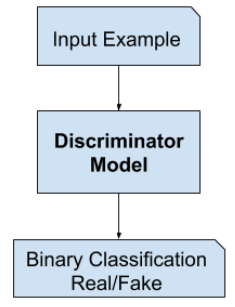 Input Example
Discriminator
Model
Binary Classification
Real/Fake